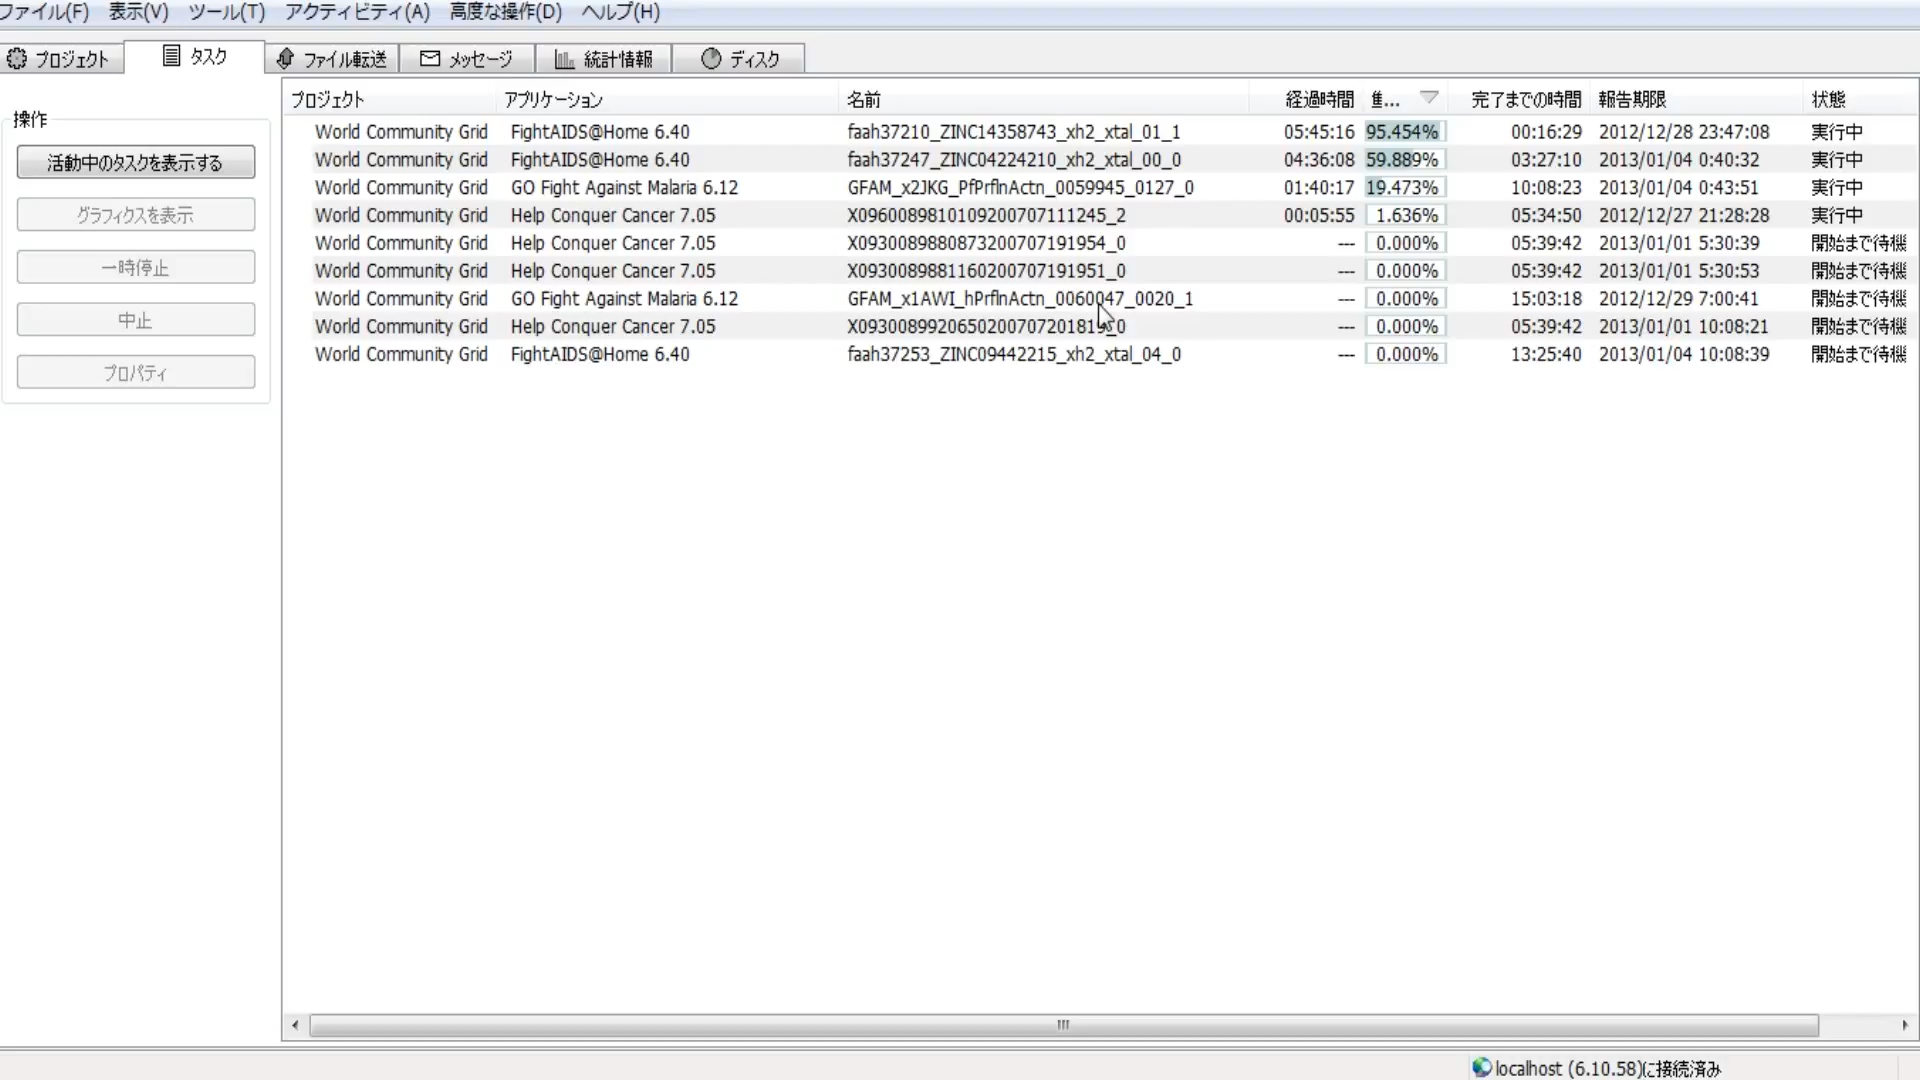 ファイル(F) 表示(V) ツール(T) アクティビティ(A) 高度な操作(D) ヘルプ(H)
プロジェクト タスク ファイル転送 メッセージ 統計情報 ディスク
操作
活動中のタスクを表示する
グラフィクスを表示
一時停止
中止
プロパティ
プロジェクト アプリケーション 名前 経過時間 進... 完了までの時間 報告期限 状態
World Community Grid FightAIDS@Home 6.40 faah37210_ZINC14358743_xh2_xtal_01_1 05:45:16 95.454% 00:16:29 2012/12/28 23:47:08 実行中
World Community Grid FightAIDS@Home 6.40 faah37247_ZINC04224210_xh2_xtal_00_0 04:36:08 59.889% 03:27:10 2013/01/04 0:40:32 実行中
World Community Grid GO Fight Against Malaria 6.12 GFAM_x2JKG_PfPrflnActn_0059945_0127_0 01:40:17 19.473% 10:08:23 2013/01/04 0:43:51 実行中
World Community Grid Help Conquer Cancer 7.05 X0960089810109200707111245_2 00:05:55 1.636% 05:34:50 2012/12/27 21:28:28 実行中
World Community Grid Help Conquer Cancer 7.05 X0930089880873200707191954_0 --- 0.000% 05:39:42 2013/01/01 5:30:39 開始まで待機
World Community Grid Help Conquer Cancer 7.05 X0930089881160200707191951_0 --- 0.000% 05:39:42 2013/01/01 5:30:53 開始まで待機
World Community Grid GO Fight Against Malaria 6.12 GFAM_x1AWI_hPrflnActn_0060047_0020_1 --- 0.000% 15:03:18 2012/12/29 7:00:41 開始まで待機
World Community Grid Help Conquer Cancer 7.05 --- 0.000% 05:39:42 2013/01/01 10:08:21 開始まで待機
World Community Grid FightAIDS@Home 6.40 faah37253_ZINC09442215_xh2_xtal_04_0 --- 0.000% 13:25:40 2013/01/04 10:08:39 開始まで待機
localhost (6.10.58)に接続済み